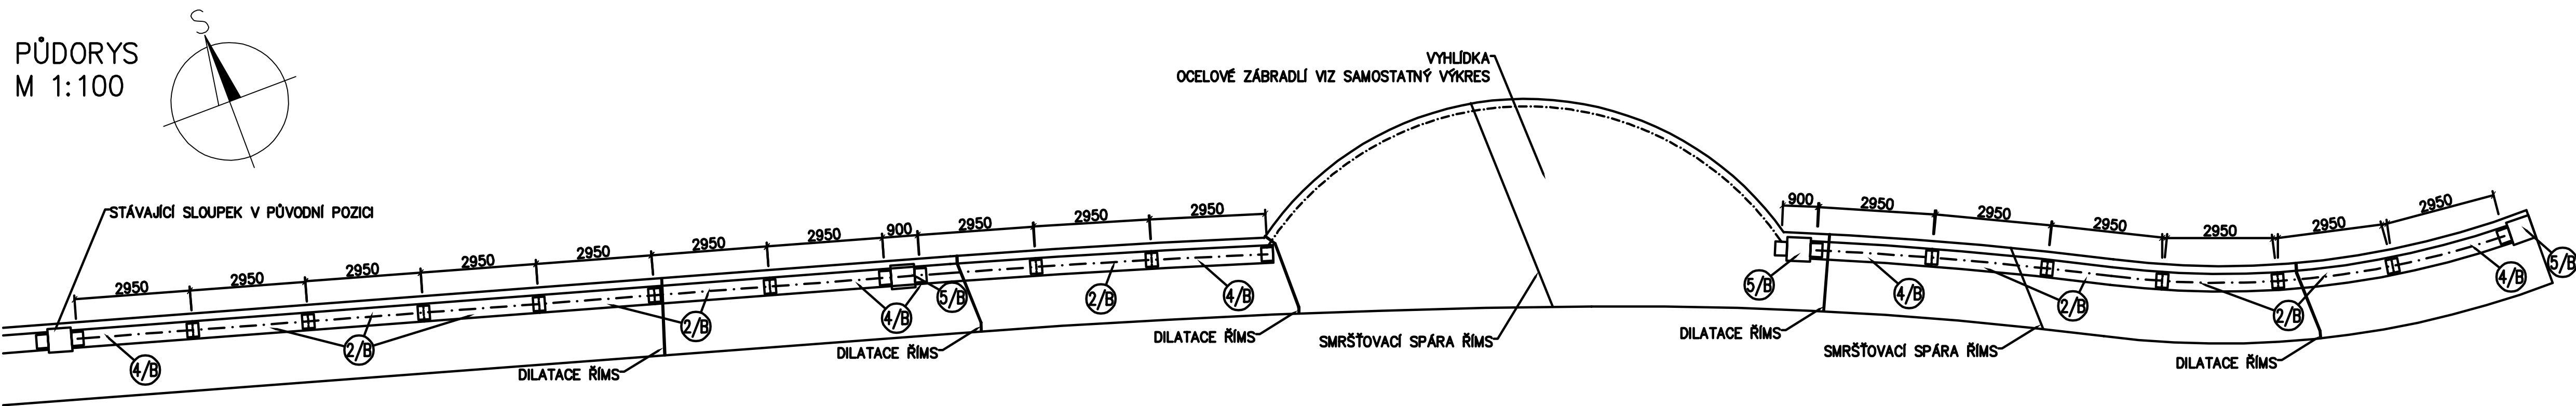 S
PŮDORYS
M 1:100
VYHLÍDKA
OCELOVÉ ZÁBRADLÍ VIZ SAMOSTATNÝ VÝKRES
STÁVAJÍCÍ SLOUPEK V PŮVODNÍ POZICI
2950
2950
2950
2950
2950
2950
2950
900
2950
2950
2950
900
2950
2950
2950
2950
2950
2950
4/B
2/B
2/B
4/B
5/B
2/B
4/B
5/B
4/B
2/B
2/B
4/B
5/B
DILATACE ŘÍMS
DILATACE ŘÍMS
DILATACE ŘÍMS
SMRŠŤOVACÍ SPÁRA ŘÍMS
DILATACE ŘÍMS
SMRŠŤOVACÍ SPÁRA ŘÍMS
DILATACE ŘÍMS